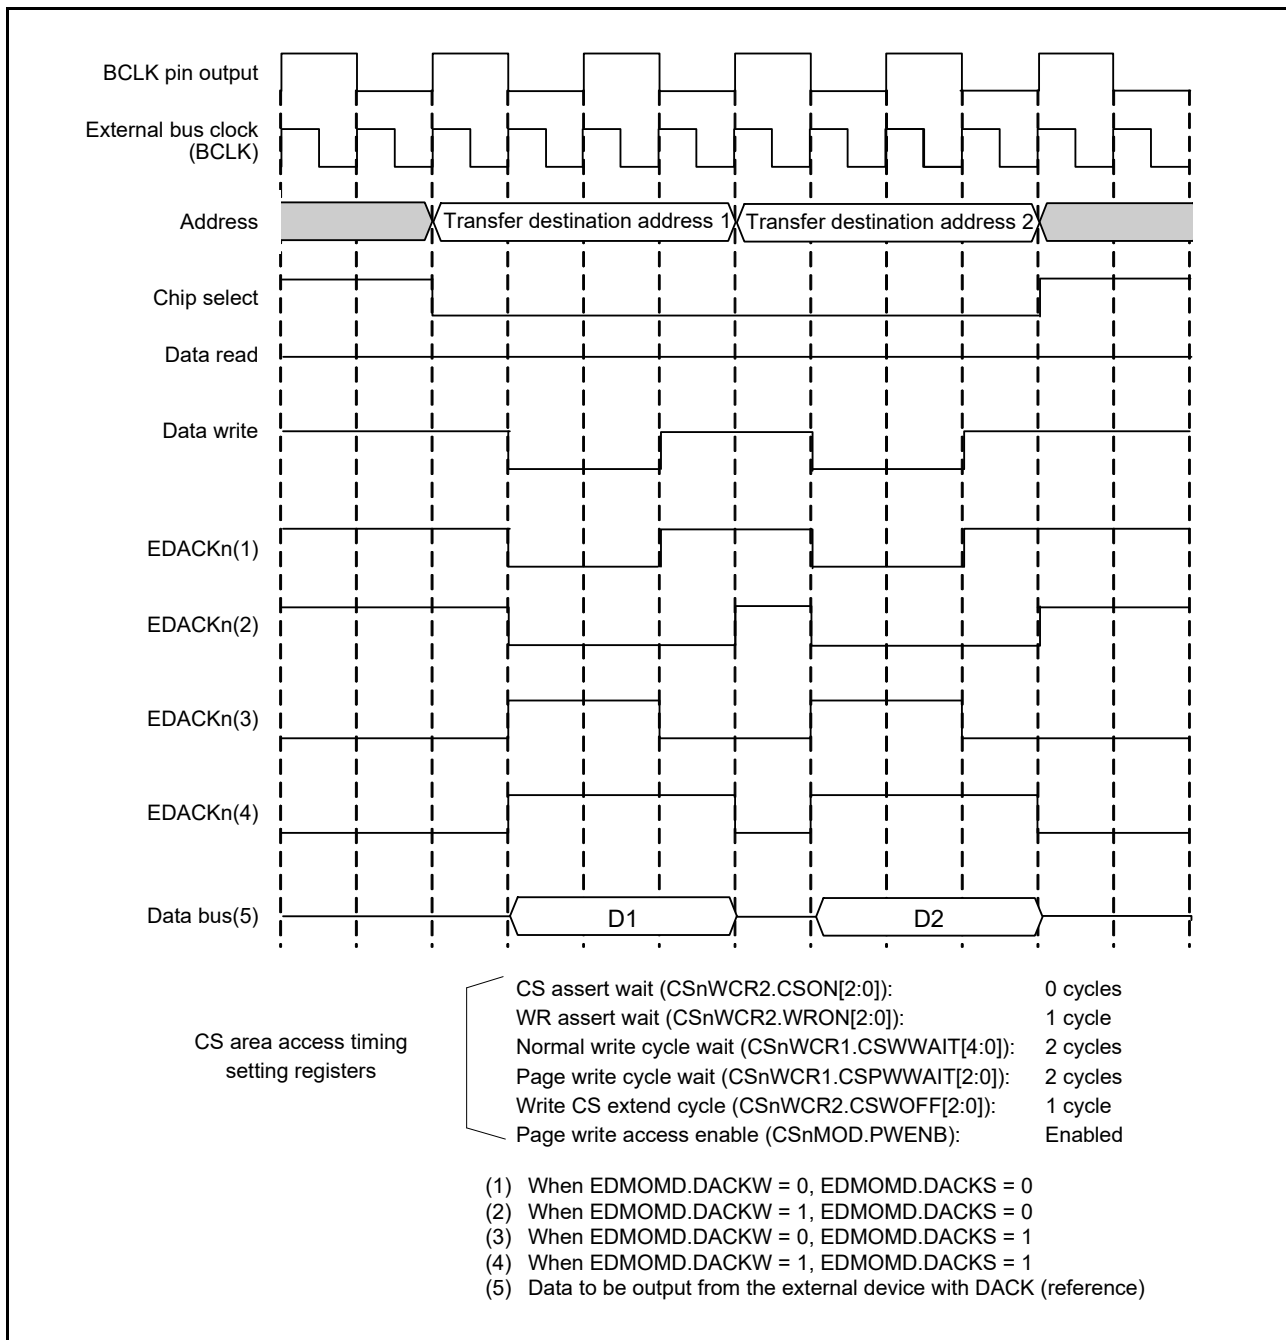 BCLK pin output
External bus clock
(BCLK)
Address
Transfer destination address 1
Transfer destination address 2
Chip select
Data read
Data write
EDACKn(1)
EDACKn(2)
EDACKn(3)
EDACKn(4)
Data bus(5)
D1
D2
CS area access timing
setting registers
CS assert wait (CSnWCR2.CSON[2:0]): 0 cycles
WR assert wait (CSnWCR2.WRON[2:0]): 1 cycle
Normal write cycle wait (CSnWCR1.CSWWAIT[4:0]): 2 cycles
Page write cycle wait (CSnWCR1.CSPWWAIT[2:0]): 2 cycles
Write CS extend cycle (CSnWCR2.CSWOFF[2:0]): 1 cycle
Page write access enable (CSnMOD.PWENB): Enabled
(1) When EDMOMD.DACKW = 0, EDMOMD.DACKS = 0
(2) When EDMOMD.DACKW = 1, EDMOMD.DACKS = 0
(3) When EDMOMD.DACKW = 0, EDMOMD.DACKS = 1
(4) When EDMOMD.DACKW = 1, EDMOMD.DACKS = 1
(5) Data to be output from the external device with DACK (reference)